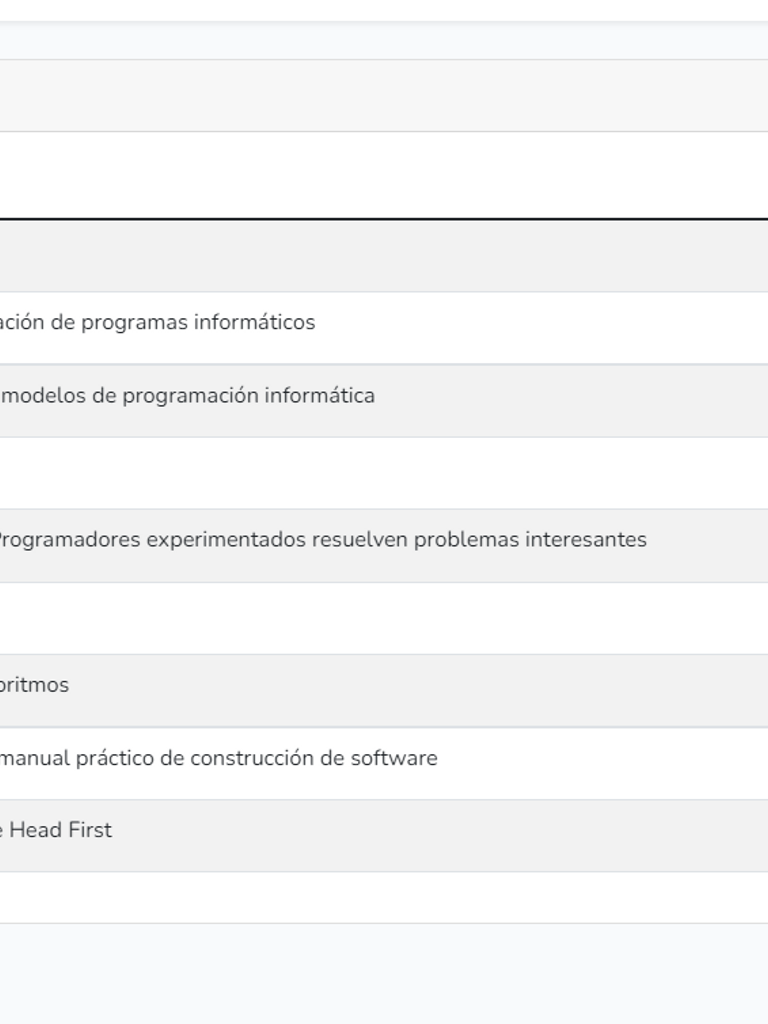 ación de programas informáticos
modelos de programación informática
Programadores experimentados resuelven problemas interesantes
oritmos
manual práctico de construcción de software
e Head First